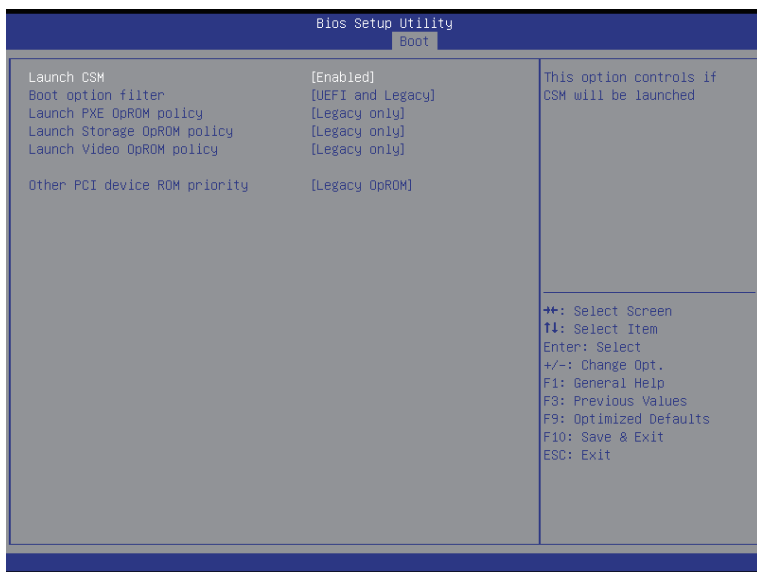 Bios Setup Utility
Boot
Launch CSM [Enabled]
Boot option filter [UEFI and Legacy]
Launch PXE OpROM policy [Legacy only]
Launch Storage OpROM policy [Legacy only]
Launch Video OpROM policy [Legacy only]
Other PCI device ROM priority [Legacy OpROM]
This option controls if
CSM will be launched
→←: Select Screen
↑↓: Select Item
Enter: Select
+/-: Change Opt.
F1: General Help
F3: Previous Values
F9: Optimized Defaults
F10: Save & Exit
ESC: Exit